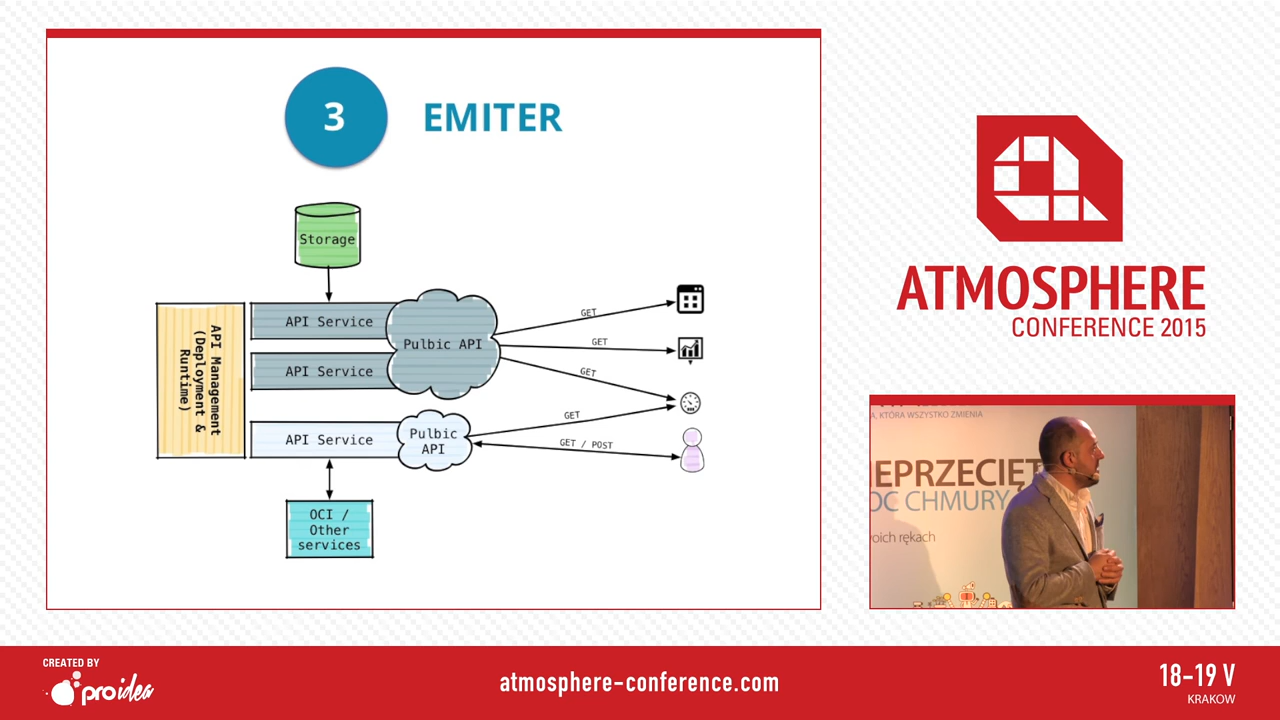 3 EMITER
Storage
API Management
(Deployment &
Runtime)
API Service
API Service
API Service
Pulbic API
Pulbic
API
GET
GET
GET
GET
GET / POST
OCI /
Other
services
ATMOSPHERE
CONFERENCE 2015
A, KTÓRA WSZYSTKO ZMIENIA
IEPRZECIĘT
OC CHMURY
woich rękach
CREATED BY
proidea
atmosphere-conference.com
18-19 V
KRAKOW